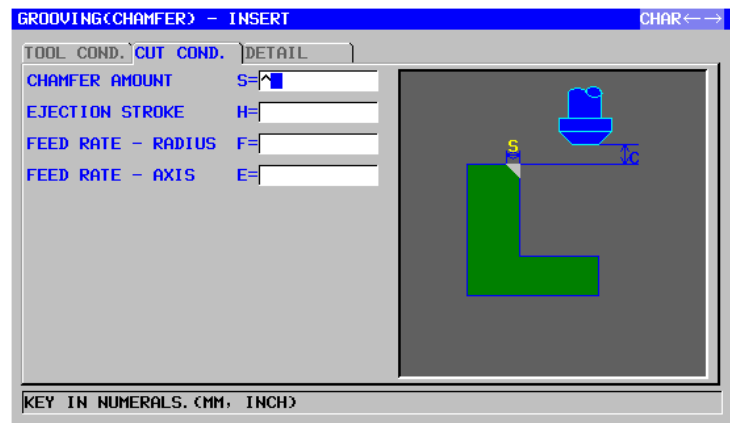 GROOVING(CHAMFER) - INSERT CHAR←→
TOOL COND. CUT COND. DETAIL
CHAMFER AMOUNT S=^
EJECTION STROKE H=
FEED RATE - RADIUS F=
FEED RATE - AXIS E=
S
C
KEY IN NUMERALS.(MM, INCH)